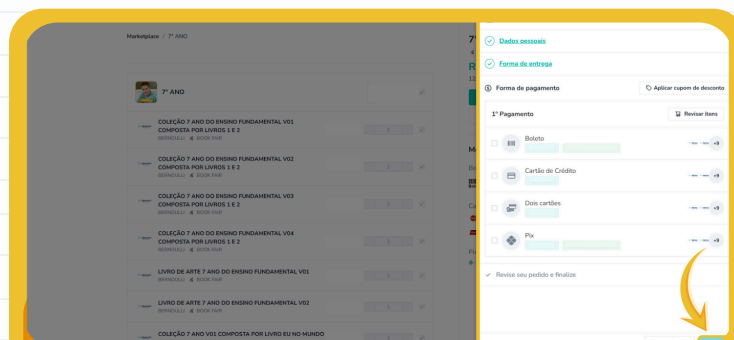 Marketplace / 7º ANO
7º ANO
COLEÇÃO 7 ANO DO ENSINO FUNDAMENTAL V01
COMPOSTA POR LIVROS 1 E 2
BERNOULLI BOOK FAIR
COLEÇÃO 7 ANO DO ENSINO FUNDAMENTAL V02
COMPOSTA POR LIVROS 1 E 2
BERNOULLI BOOK FAIR
COLEÇÃO 7 ANO DO ENSINO FUNDAMENTAL V03
COMPOSTA POR LIVROS 1 E 2
BERNOULLI BOOK FAIR
COLEÇÃO 7 ANO DO ENSINO FUNDAMENTAL V04
COMPOSTA POR LIVROS 1 E 2
BERNOULLI BOOK FAIR
LIVRO DE ARTE 7 ANO DO ENSINO FUNDAMENTAL V01
BERNOULLI BOOK FAIR
LIVRO DE ARTE 7 ANO DO ENSINO FUNDAMENTAL V02
BERNOULLI BOOK FAIR
COLEÇÃO 7 ANO V01 COMPOSTA POR LIVRO EU NO MUNDO
Dados pessoais
Forma de entrega
Forma de pagamento
Aplicar cupom de desconto
1º Pagamento
Revisar itens
Boleto
+9
Cartão de Crédito
+9
Dois cartões
+9
Pix
+9
Revise seu pedido e finalize